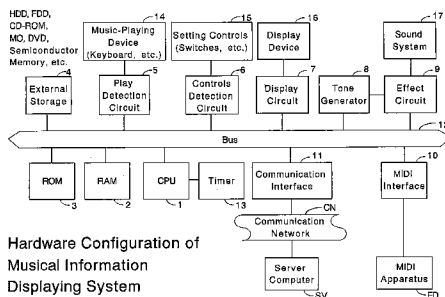 HDD, FDD,
CD-ROM,
MO, DVD,
Semiconductor
Memory, etc.
14
Music-Playing
Device
(Keyboard, etc.)
15
Setting Controls
(Switches, etc.)
16
Display
Device
17
Sound
System
4
External
Storage
5
Play
Detection
Circuit
6
Controls
Detection
Circuit
7
Display
Circuit
8
Tone
Generator
9
Effect
Circuit
12
Bus
ROM
3
RAM
2
CPU
1
Timer
13
11
Communication
Interface
10
MIDI
Interface
CN
Communication
Network
Server
Computer
SV
MIDI
Apparatus
ED
Hardware Configuration of
Musical Information
Displaying System